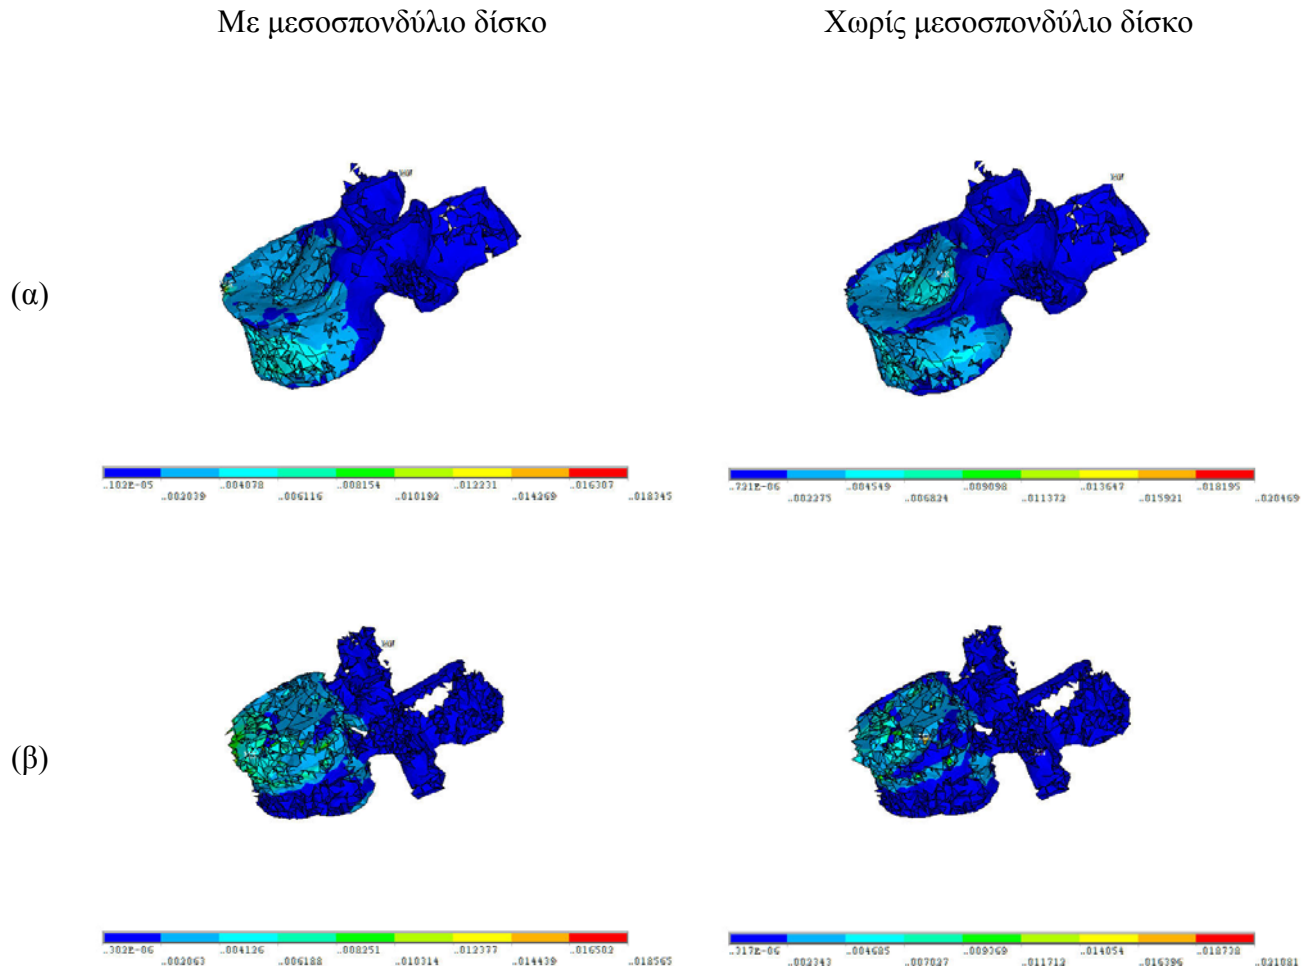 Με μεσοσπονδύλιο δίσκο
Χωρίς μεσοσπονδύλιο δίσκο
(α)
.102E-05 .004078 .008154 .012231 .016307
.002039 .006116 .010192 .014269 .018345
.721E-06 .004549 .009098 .013647 .018195
.002275 .006824 .011372 .015921 .020469
(β)
.302E-06 .004126 .008251 .012377 .016502
.002063 .006188 .010314 .014439 .018565
.317E-06 .004685 .009369 .014054 .018738
.002343 .007027 .011712 .016396 .021081